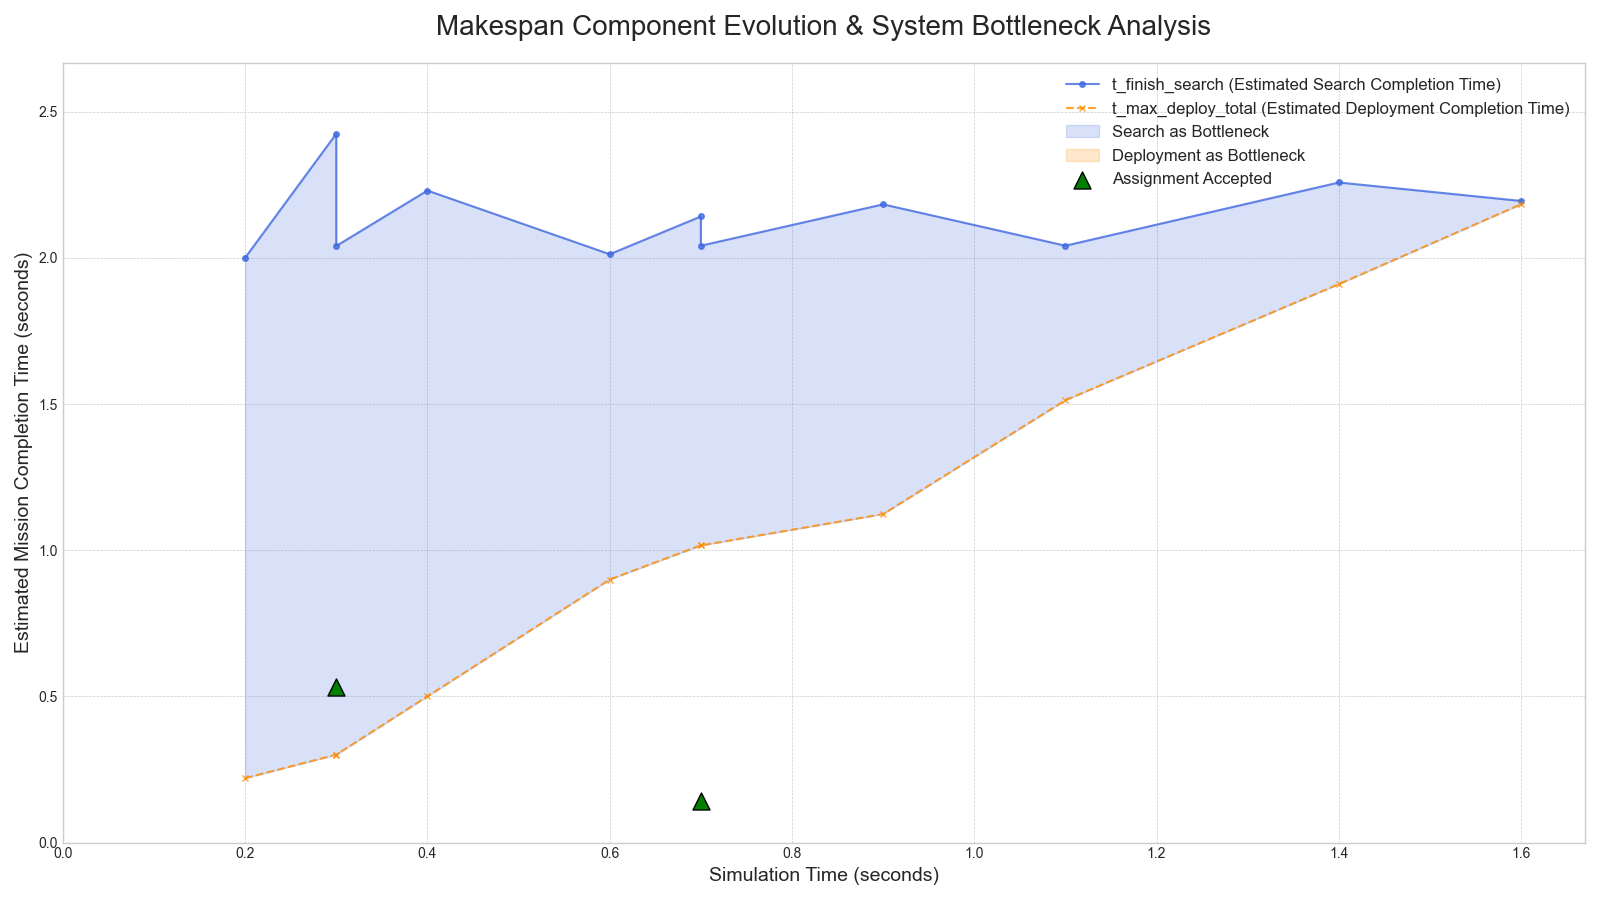 Makespan Component Evolution & System Bottleneck Analysis
t_finish_search (Estimated Search Completion Time)
t_max_deploy_total (Estimated Deployment Completion Time)
Search as Bottleneck
Deployment as Bottleneck
Assignment Accepted
Estimated Mission Completion Time (seconds)
2.5
2.0
1.5
1.0
0.5
0.0
0.0 0.2 0.4 0.6 0.8 1.0 1.2 1.4 1.6
Simulation Time (seconds)